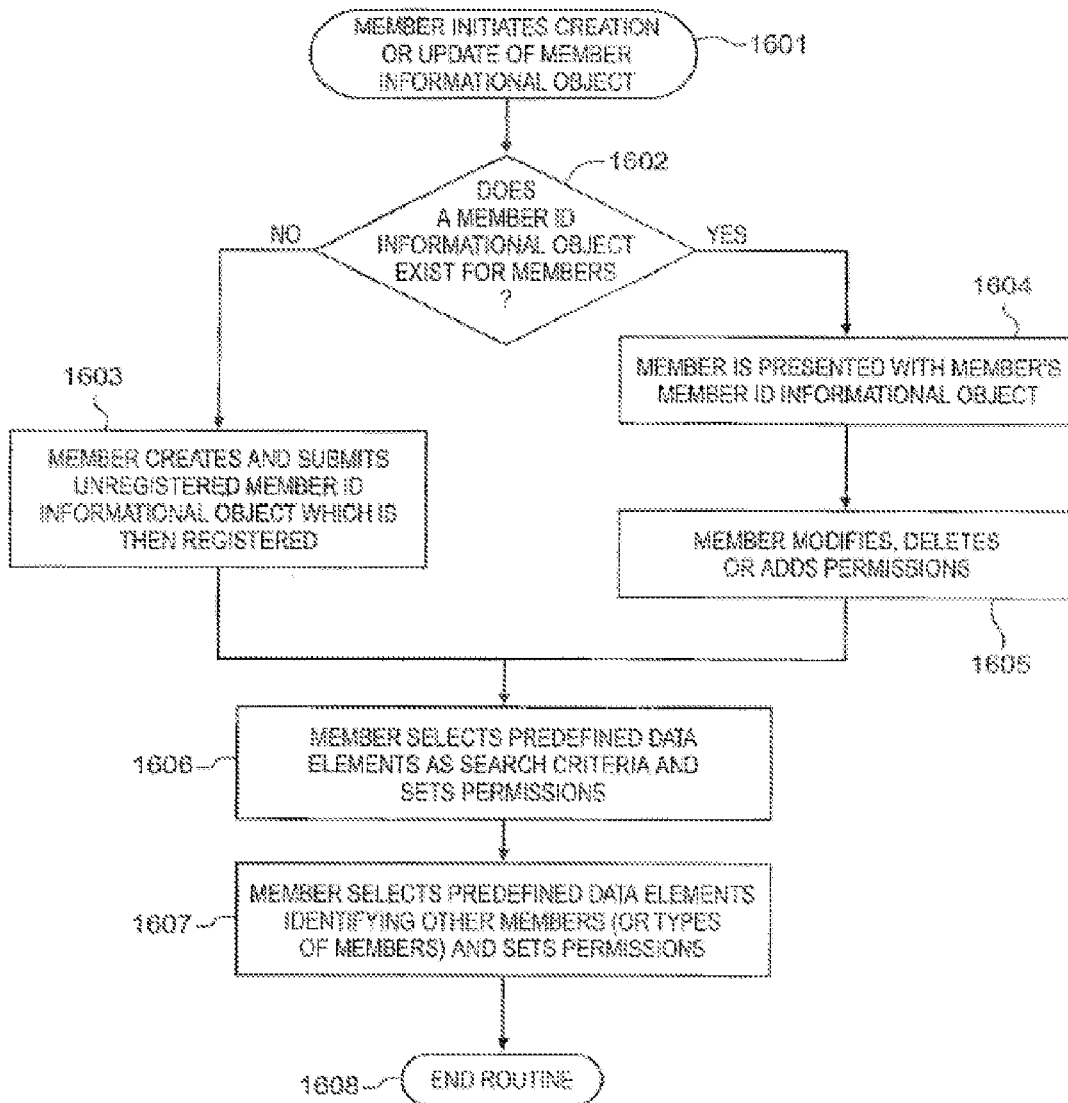 MEMBER INITIATES CREATION
OR UPDATE OF MEMBER
INFORMATIONAL OBJECT
1601
1602
DOES
A MEMBER ID
INFORMATIONAL OBJECT
EXIST FOR MEMBERS
?
NO
YES
1603
MEMBER CREATES AND SUBMITS
UNREGISTERED MEMBER ID
INFORMATIONAL OBJECT WHICH IS
THEN REGISTERED
1604
MEMBER IS PRESENTED WITH MEMBER'S
MEMBER ID INFORMATIONAL OBJECT
MEMBER MODIFIES, DELETES
OR ADDS PERMISSIONS
1605
1606
MEMBER SELECTS PREDEFINED DATA
ELEMENTS AS SEARCH CRITERIA AND
SETS PERMISSIONS
1607
MEMBER SELECTS PREDEFINED DATA ELEMENTS
IDENTIFYING OTHER MEMBERS (OR TYPES
OF MEMBERS) AND SETS PERMISSIONS
1608
END ROUTINE